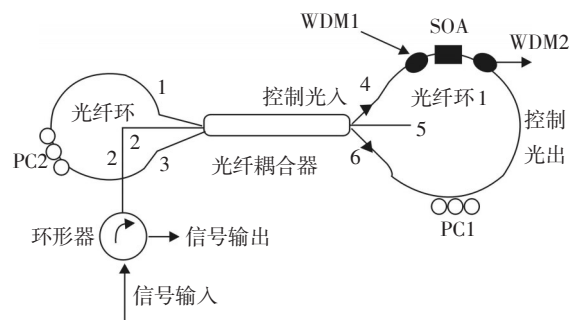 WDM1
SOA
WDM2
1
控制光入
4
光纤环
光纤环 1
2
5
控制
光出
PC2
2
3
光纤耦合器
6
PC1
环形器
信号输出
信号输入